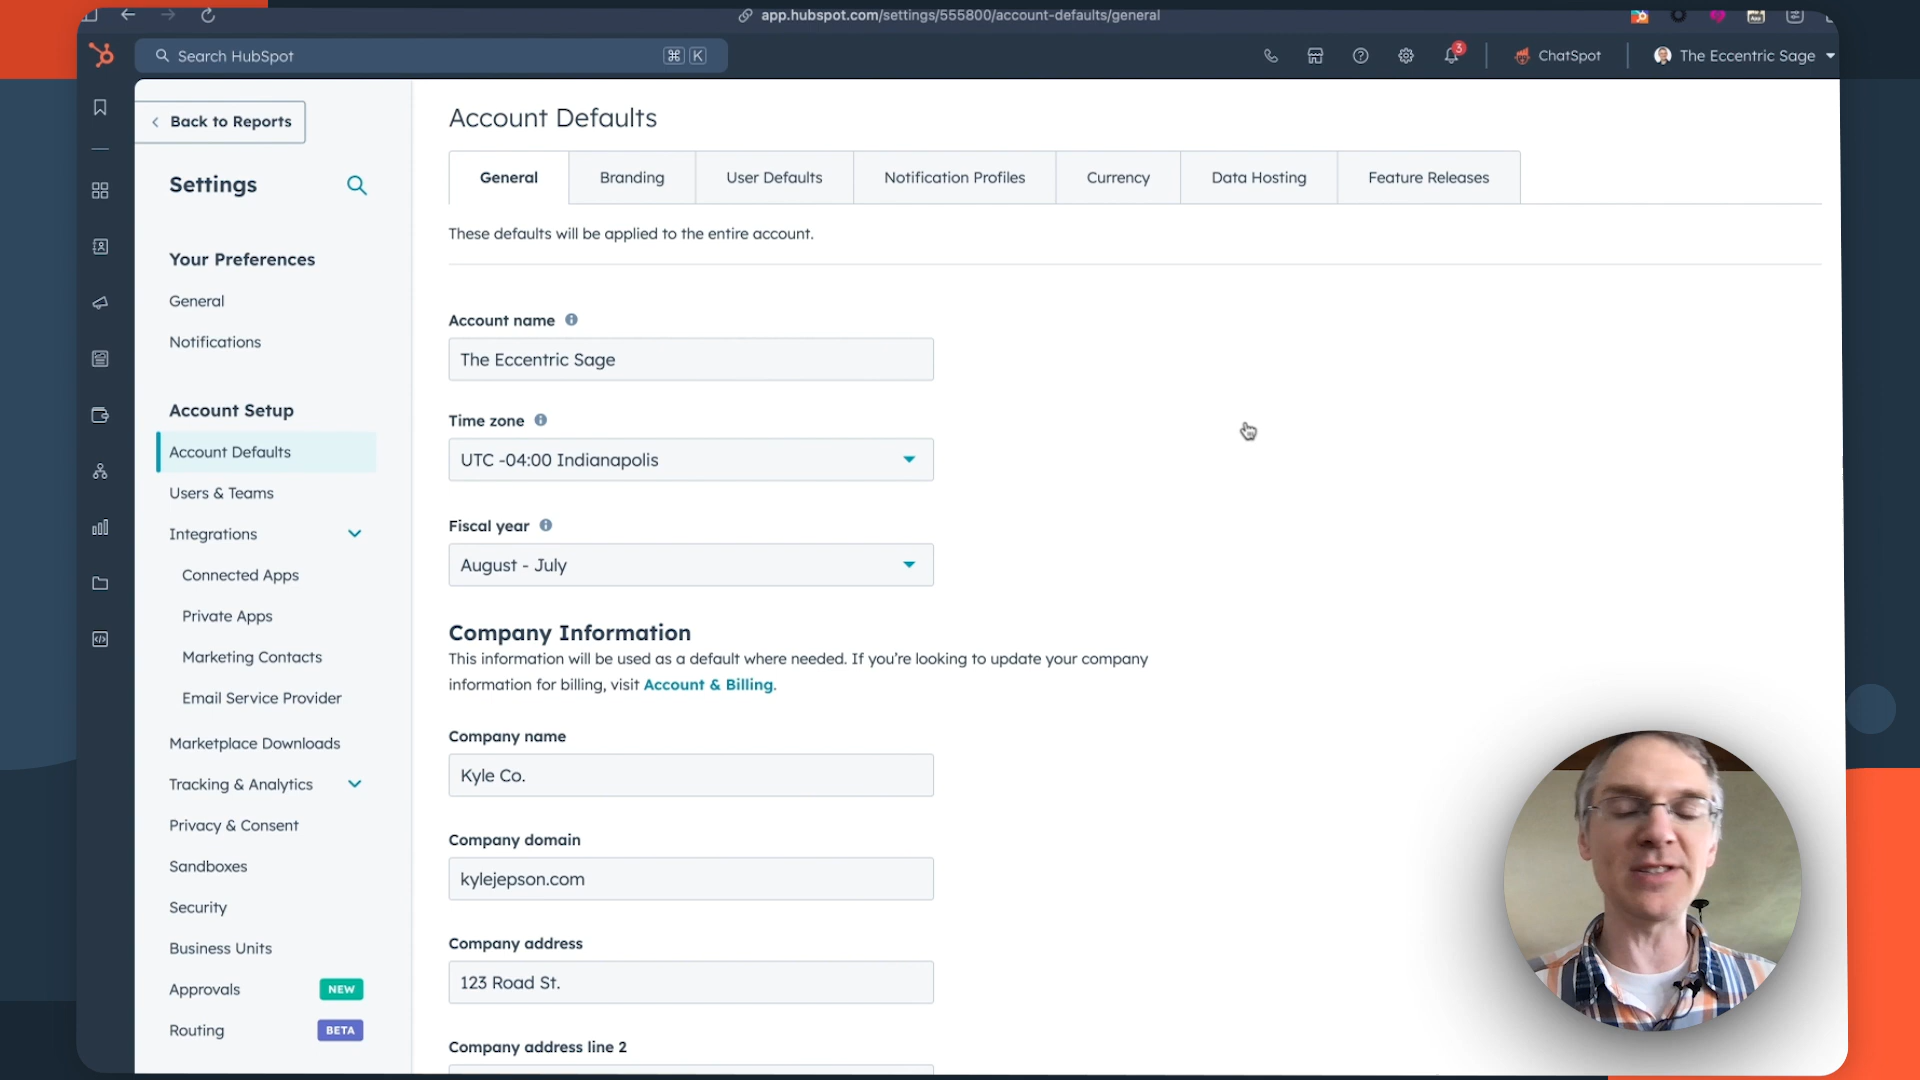 app.hubspot.com/settings/555800/account-defaults/general
Search HubSpot
⌘ K
3
ChatSpot
The Eccentric Sage
Back to Reports
Settings
Your Preferences
General
Notifications
Account Setup
Account Defaults
Users & Teams
Integrations
Connected Apps
Private Apps
Marketing Contacts
Email Service Provider
Marketplace Downloads
Tracking & Analytics
Privacy & Consent
Sandboxes
Security
Business Units
Approvals NEW
Routing BETA
Account Defaults
General
Branding
User Defaults
Notification Profiles
Currency
Data Hosting
Feature Releases
These defaults will be applied to the entire account.
Account name
The Eccentric Sage
Time zone
UTC -04:00 Indianapolis
Fiscal year
August - July
Company Information
This information will be used as a default where needed. If you're looking to update your company
information for billing, visit Account & Billing.
Company name
Kyle Co.
Company domain
kylejepson.com
Company address
123 Road St.
Company address line 2